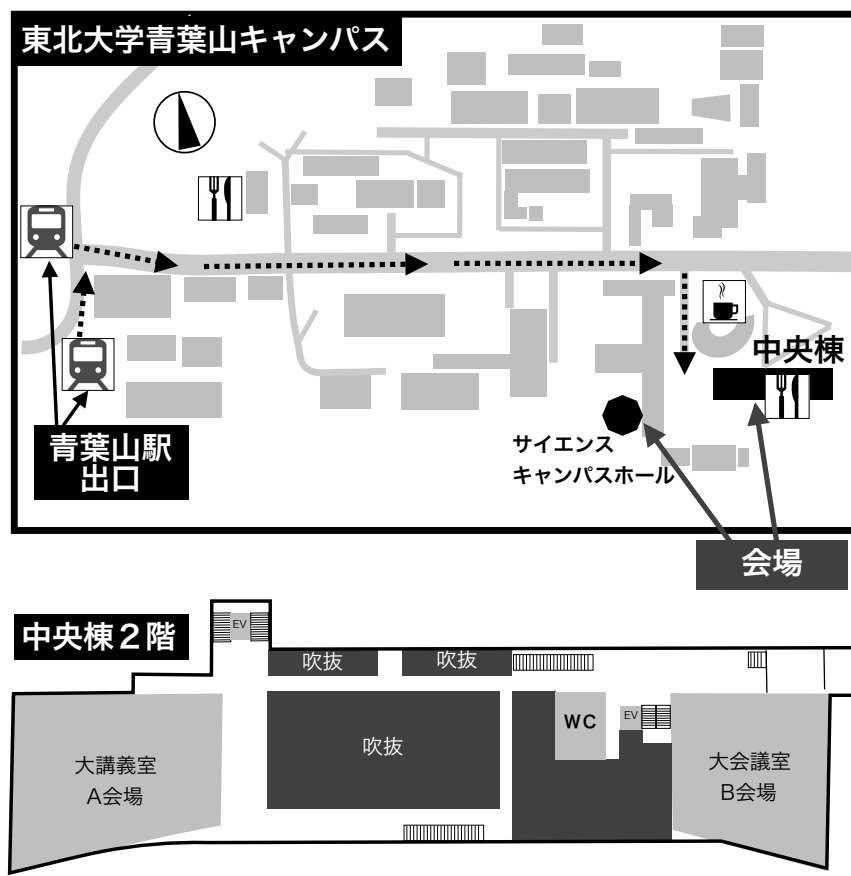 東北大学青葉山キャンパス
中央棟
青葉山駅
出口
サイエンス
キャンパスホール
会場
中央棟２階
EV
吹抜
吹抜
WC
EV
吹抜
大講義室
A会場
大会議室
B会場